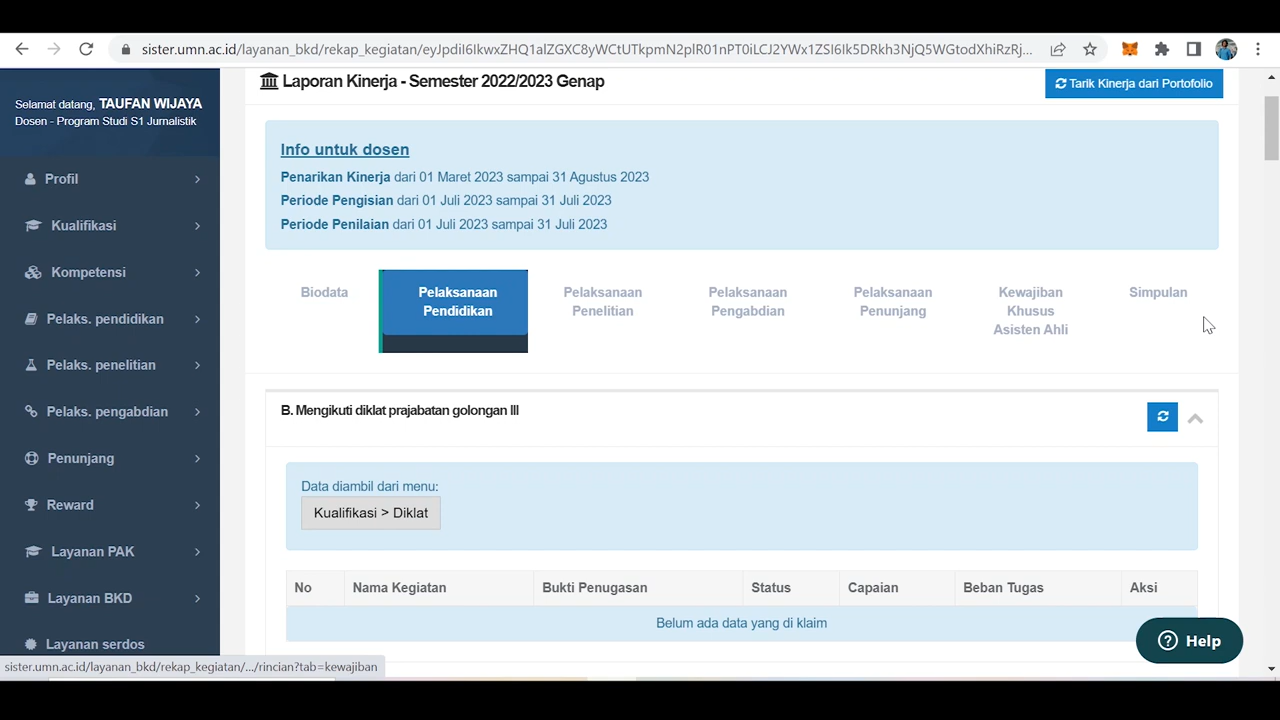 sister.umn.ac.id/layanan_bkd/rekap_kegiatan/
Selamat datang, TAUFAN WIJAYA
Dosen - Program Studi S1 Jurnalistik
Profil
Kualifikasi
Kompetensi
Pelaks. pendidikan
Pelaks. penelitian
Pelaks. pengabdian
Penunjang
Reward
Layanan PAK
Layanan BKD
Layanan serdos
Laporan Kinerja - Semester 2022/2023 Genap
Tarik Kinerja dari Portofolio
Info untuk dosen
Penarikan Kinerja dari 01 Maret 2023 sampai 31 Agustus 2023
Periode Pengisian dari 01 Juli 2023 sampai 31 Juli 2023
Periode Penilaian dari 01 Juli 2023 sampai 31 Juli 2023
Biodata
Pelaksanaan
Pendidikan
Pelaksanaan
Penelitian
Pelaksanaan
Pengabdian
Pelaksanaan
Penunjang
Kewajiban
Khusus
Asisten Ahli
Simpulan
B. Mengikuti diklat prajabatan golongan III
Data diambil dari menu:
Kualifikasi > Diklat
No Nama Kegiatan Bukti Penugasan Status Capaian Beban Tugas Aksi
Belum ada data yang di klaim
Help
sister.umn.ac.id/layanan_bkd/rekap_kegiatan/.../rincian?tab=kewajiban